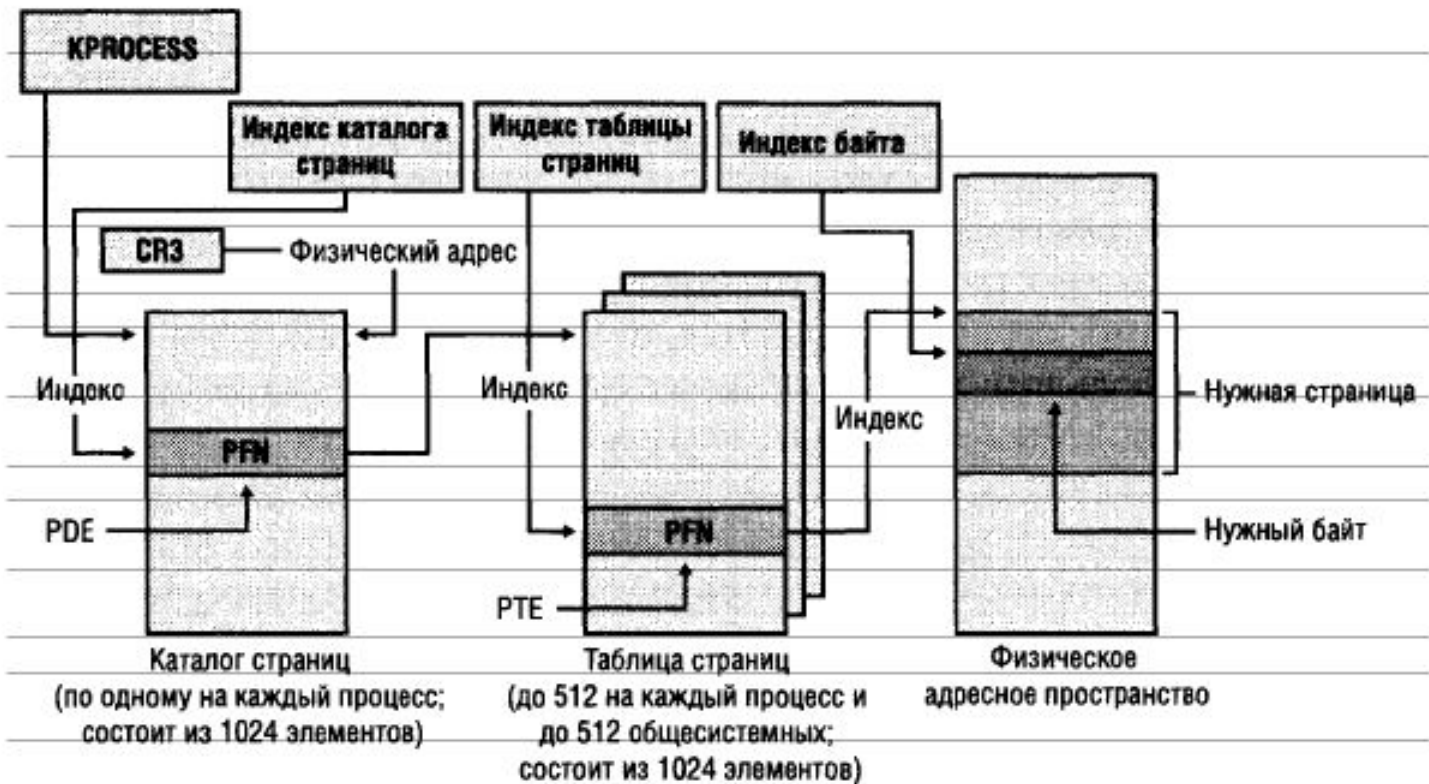 KPROCESS
Индекс каталога
страниц
Индекс таблицы
страниц
Индекс байта
CR3
Физический адрес
Индекс
Индекс
Индекс
Нужная страница
PFN
PDE
PFN
Нужный байт
PTE
Каталог страниц
(по одному на каждый процесс;
состоит из 1024 элементов)
Таблица страниц
(до 512 на каждый процесс и
до 512 общесистемных;
состоит из 1024 элементов)
Физическое
адресное пространство